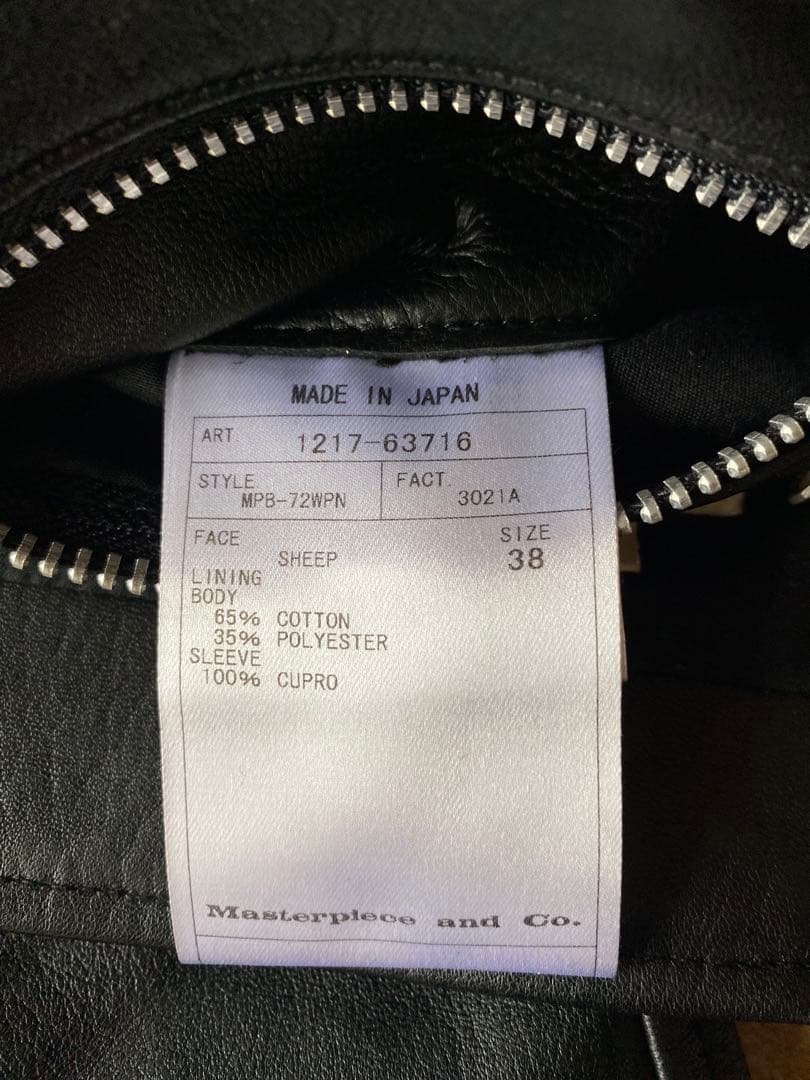 MADE IN JAPAN
ART. 1217-63716
STYLE FACT.
MPB-72WPN 3021A
FACE SIZE
SHEEP 38
LINING
BODY
65% COTTON
35% POLYESTER
SLEEVE
100% CUPRO
Masterpiece and Co.